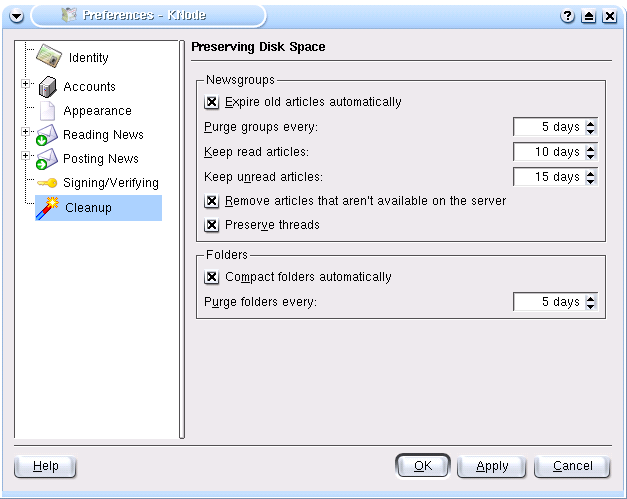 Preferences - KNode
Identity
Accounts
Appearance
Reading News
Posting News
Signing/Verifying
Cleanup
Preserving Disk Space
Newsgroups
Expire old articles automatically
Purge groups every: 5 days
Keep read articles: 10 days
Keep unread articles: 15 days
Remove articles that aren't available on the server
Preserve threads
Folders
Compact folders automatically
Purge folders every: 5 days
Help OK Apply Cancel